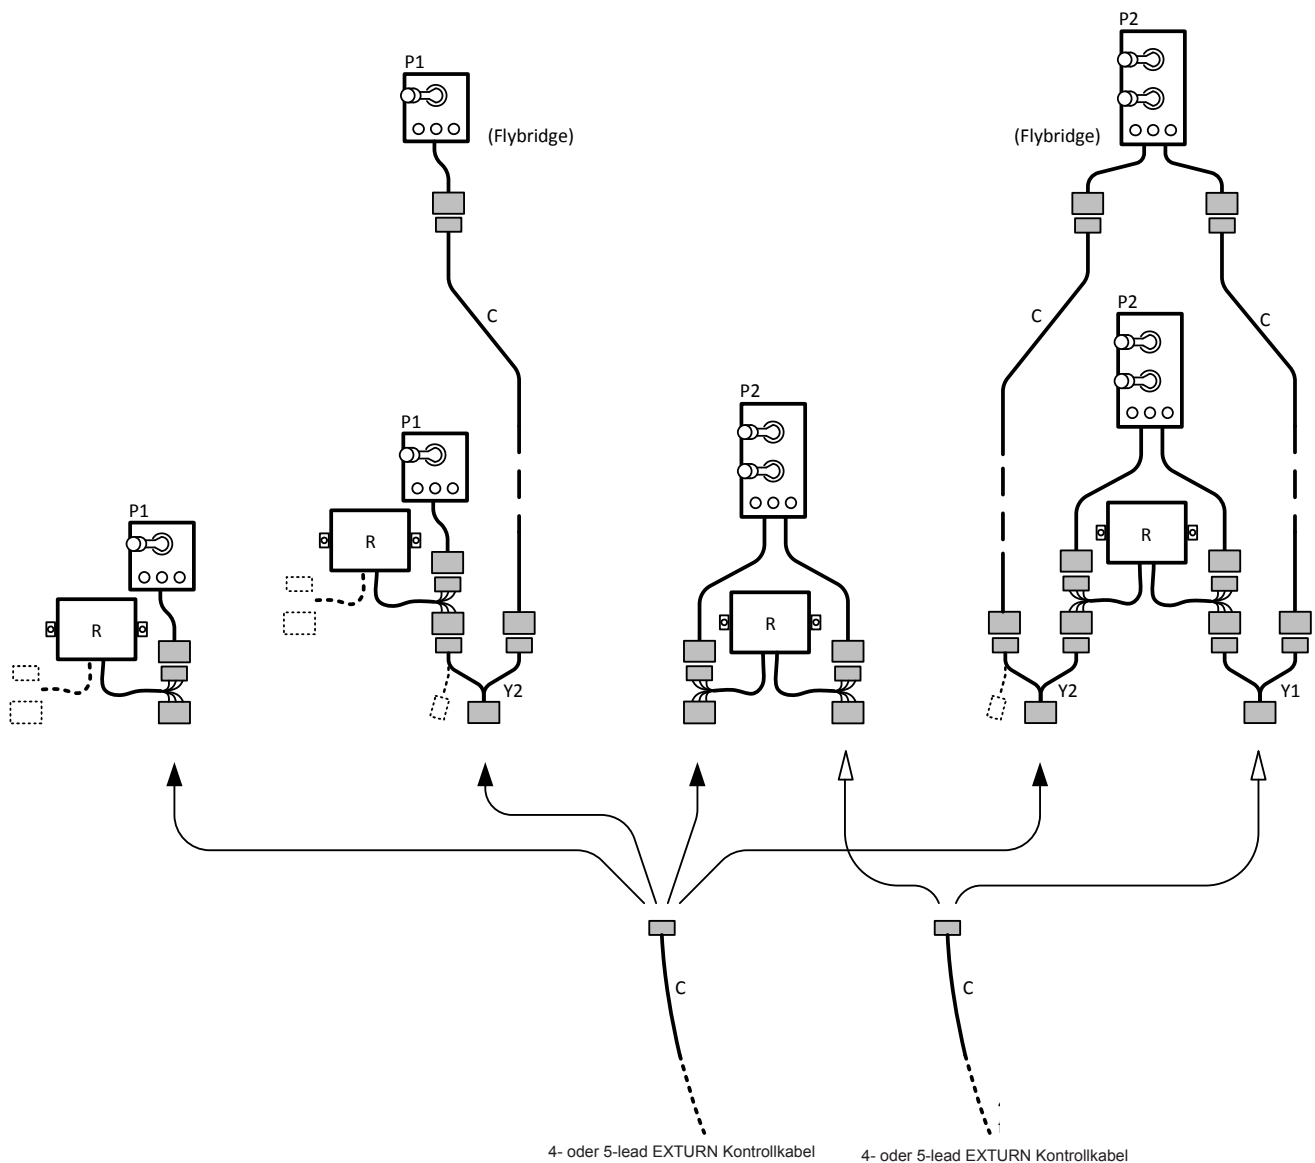 P2
P1
(Flybridge)
(Flybridge)
P2
C
C
C
P2
P1
P1
R
R
R
R
Y2
Y2
Y1
C
C
4- oder 5-lead EXTURN Kontrollkabel
4- oder 5-lead EXTURN Kontrollkabel